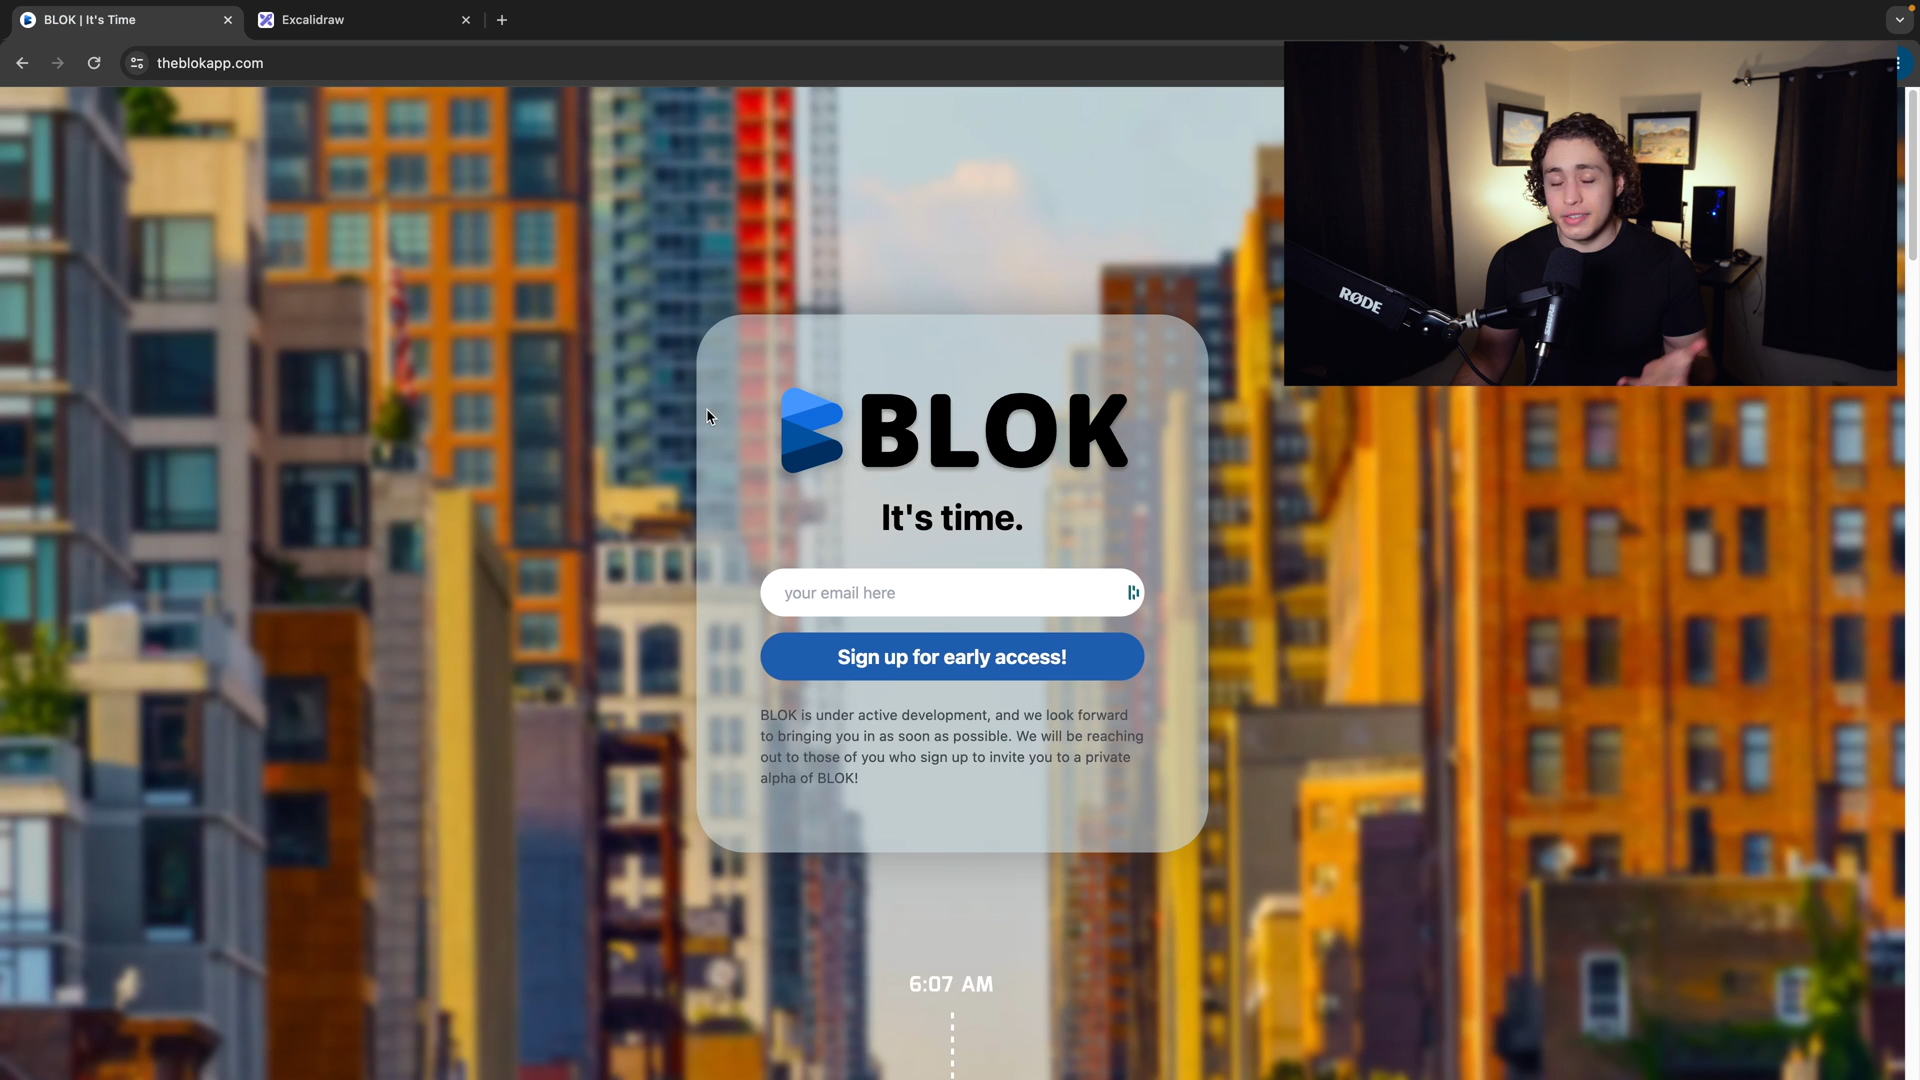 BLOK | It's Time
Excalidraw
theblokapp.com
RØDE
BLOK
It's time.
your email here
Sign up for early access!
BLOK is under active development, and we look forward
to bringing you in as soon as possible. We will be reaching
out to those of you who sign up to invite you to a private
alpha of BLOK!
6:07 AM